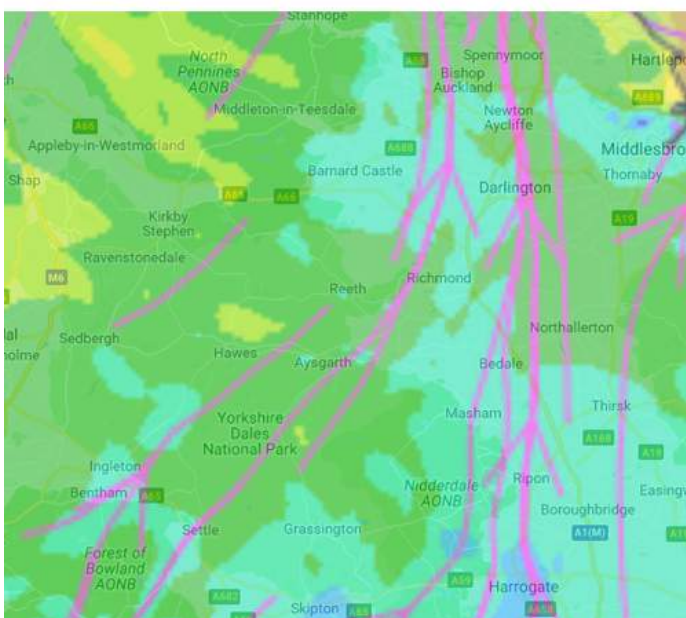 Stanhope
North
Pennines
AONB
A68
Spennymoor
Bishop
Auckland
A689
Middleton-in-Teesdale
Newton
Aycliffe
A66
Appleby-in-Westmorland
A688
Middlesbro
Barnard Castle
Thornaby
Shap
Darlington
A66
A66
Kirkby
Stephen
A19
Ravenstonedale
M6
Richmond
Reeth
Sedbergh
Northallerton
Hawes
Aysgarth
Bedale
Yorkshire
Dales
National Park
Masham
Thirsk
A168
A19
Ingleton
Bentham
A65
Nidderdale
AONB
Ripon
Boroughbridge
Easingv
Settle
Grassington
A1(M)
Forest of
Bowland
AONB
A59
Harrogate
A682
Skipton
A65
A658